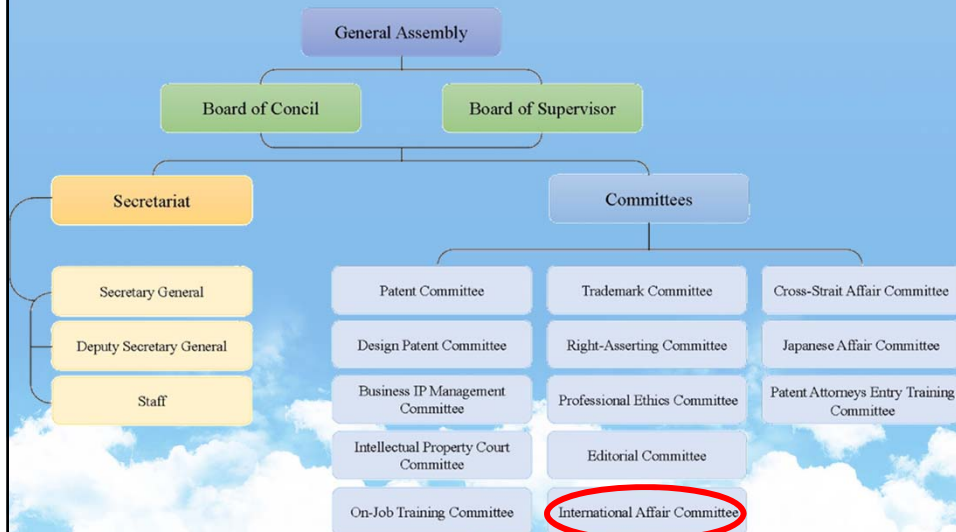 General Assembly
Board of Concil
Board of Supervisor
Secretariat
Committees
Secretary General
Deputy Secretary General
Staff
Patent Committee
Trademark Committee
Cross-Strait Affair Committee
Design Patent Committee
Right-Asserting Committee
Japanese Affair Committee
Business IP Management
Committee
Professional Ethics Committee
Patent Attorneys Entry Training
Committee
Intellectual Property Court
Committee
Editorial Committee
On-Job Training Committee
International Affair Committee